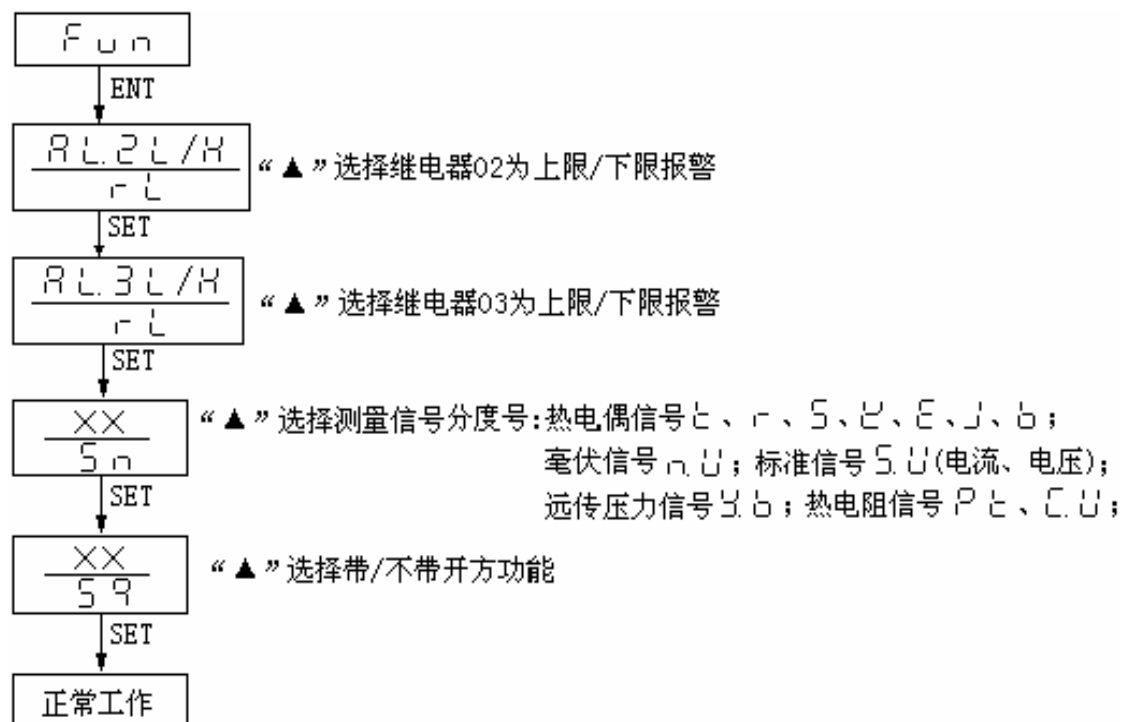 Fun
ENT
AL.2L/H
rL
“▲”选择继电器02为上限/下限报警
SET
AL.3L/H
rL
“▲”选择继电器03为上限/下限报警
SET
XX
Sn
“▲”选择测量信号分度号:热电偶信号t、r、S、、E、J、b;
毫伏信号n.U;标准信号S.U(电流、电压);
远传压力信号Y.b;热电阻信号Pt、C.U;
SET
XX
Sq
“▲”选择带/不带开方功能
SET
正常工作